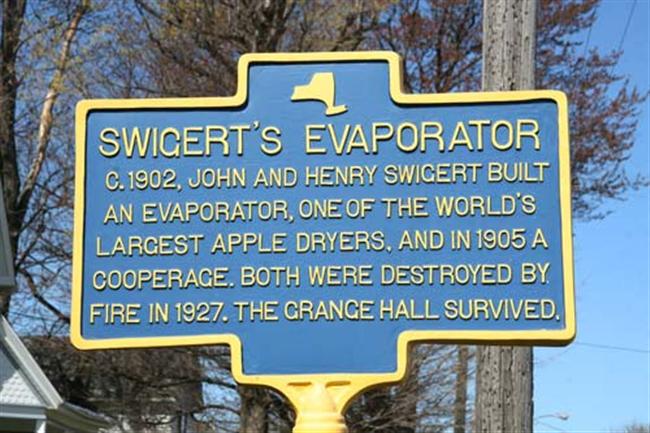 SWIGERT'S EVAPORATOR
C. 1902, JOHN AND HENRY SWIGERT BUILT
AN EVAPORATOR, ONE OF THE WORLD'S
LARGEST APPLE DRYERS, AND IN 1905 A
COOPERAGE. BOTH WERE DESTROYED BY
FIRE IN 1927. THE GRANGE HALL SURVIVED.